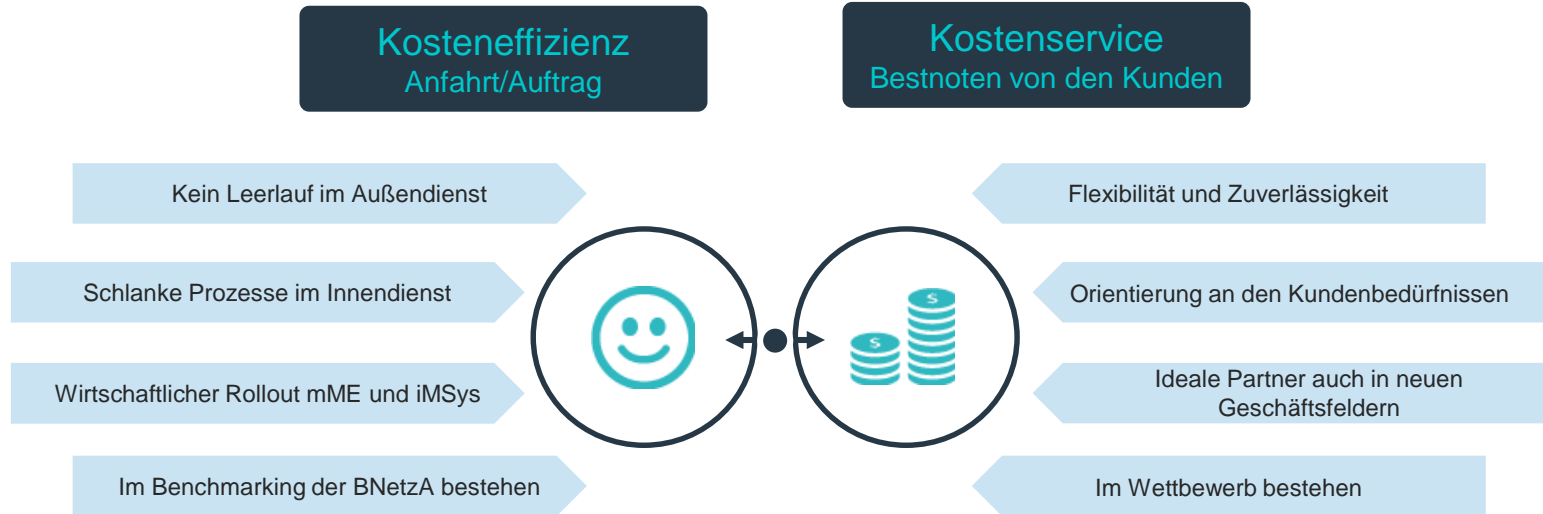 Kosteneffizienz
Anfahrt/Auftrag
Kostenservice
Bestnoten von den Kunden
Kein Leerlauf im Außendienst
Schlanke Prozesse im Innendienst
Wirtschaftlicher Rollout mME und iMSys
Im Benchmarking der BNetzA bestehen
$
$
Flexibilität und Zuverlässigkeit
Orientierung an den Kundenbedürfnissen
Ideale Partner auch in neuen
Geschäftsfeldern
Im Wettbewerb bestehen